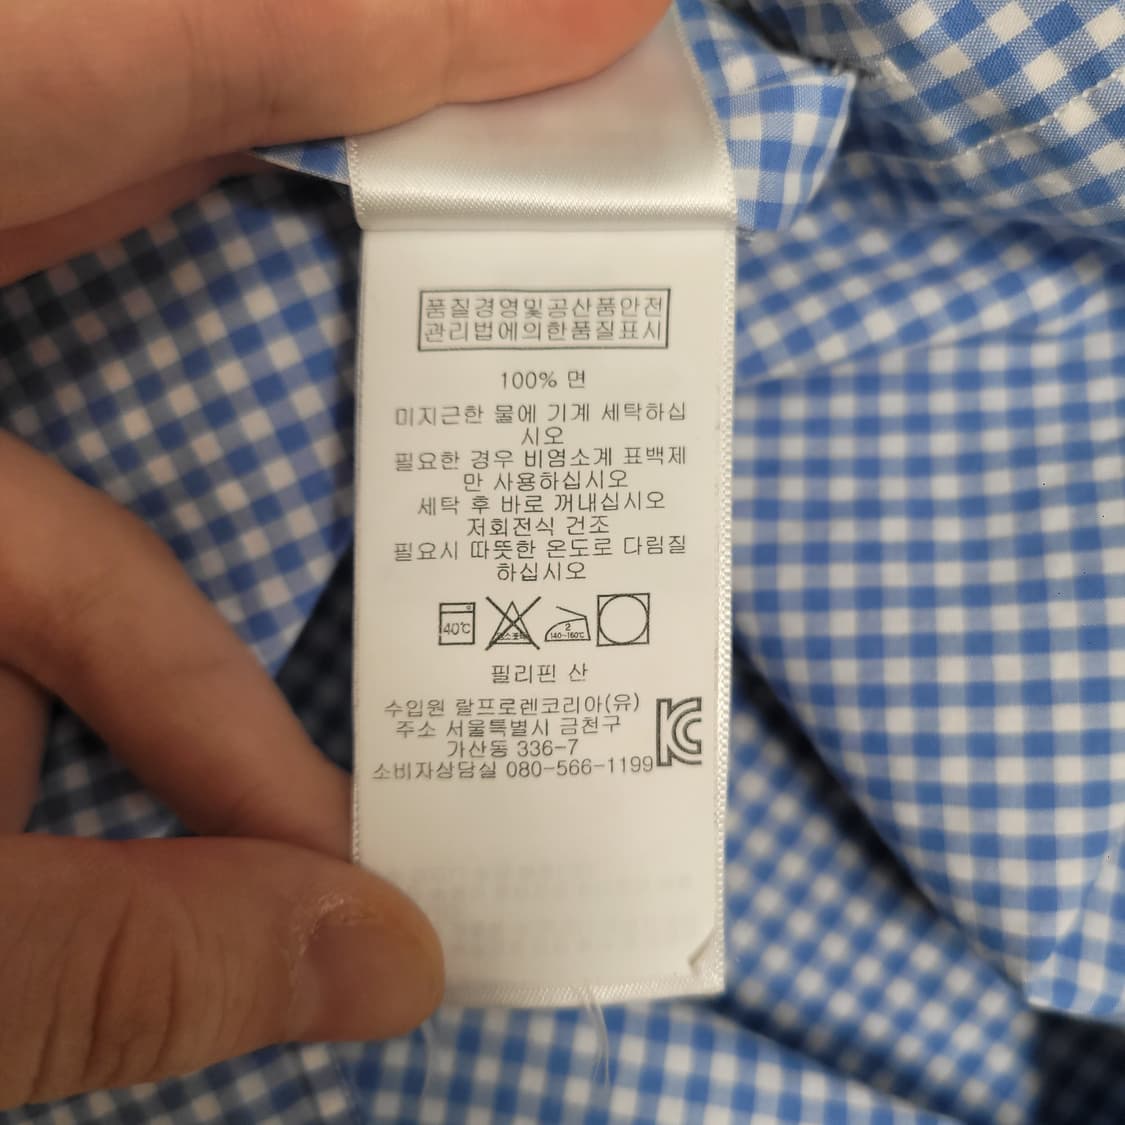 품질경영및공산품안전
관리법에의한품질표시
100% 면
미지근한 물에 기계 세탁하십
시오
필요한 경우 비염소계 표백제
만 사용하십시오
세탁 후 바로 꺼내십시오
저회전식 건조
필요시 따뜻한 온도로 다림질
하십시오
40℃
2
140~160℃
필리핀 산
수입원 랄프로렌코리아(유)
주소 서울특별시 금천구
가산동 336-7
소비자상담실 080-566-1199